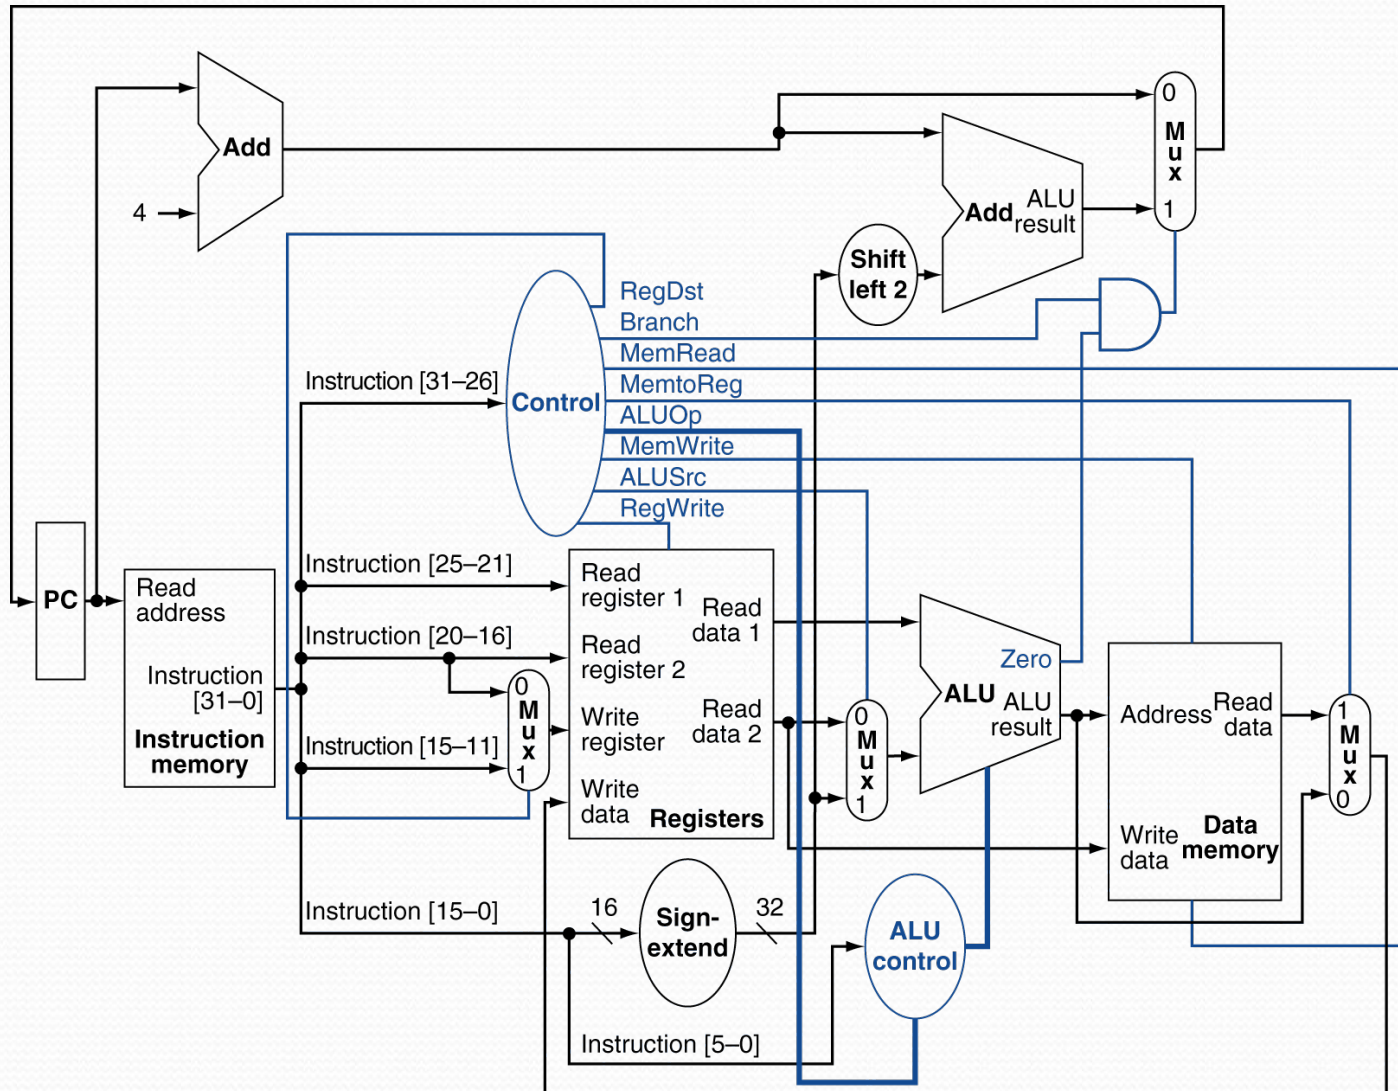 0
M
u
x
1
Add
4
Add
ALU
result
Shift
left 2
RegDst
Branch
MemRead
MemtoReg
ALUOp
MemWrite
ALUSrc
RegWrite
Control
Instruction [31–26]
PC
Read
address
Instruction
[31–0]
Instruction
memory
Instruction [25–21]
Instruction [20–16]
Instruction [15–11]
0
M
u
x
1
Read
register 1
Read
register 2
Write
register
Write
data
Read
data 1
Read
data 2
Registers
0
M
u
x
1
Zero
ALU
ALU
result
Address
Read
data
Write
data
Data
memory
1
M
u
x
0
Instruction [15–0]
16
Sign-
extend
32
ALU
control
Instruction [5–0]